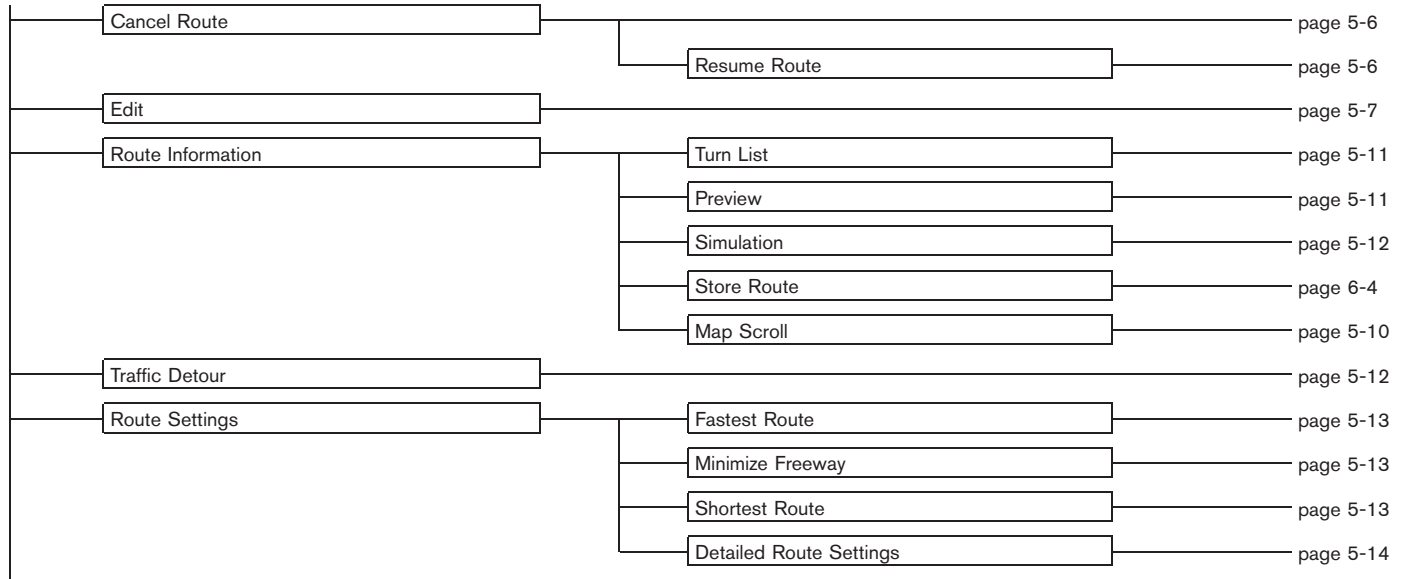 Cancel Route page 5-6
Resume Route page 5-6
Edit page 5-7
Route Information Turn List page 5-11
Preview page 5-11
Simulation page 5-12
Store Route page 6-4
Map Scroll page 5-10
Traffic Detour page 5-12
Route Settings Fastest Route page 5-13
Minimize Freeway page 5-13
Shortest Route page 5-13
Detailed Route Settings page 5-14